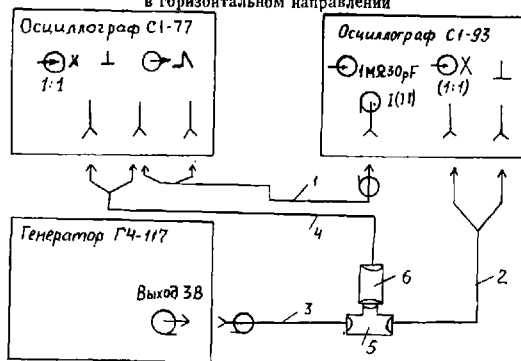 в горизонтальном направлении
Осциллограф С1-77
Осциллограф С1-93
X
1:1
1MΩ30pF
X
(1:1)
I(II)
1
4
Генератор Г4-117
6
2
Выход 3В
3
5